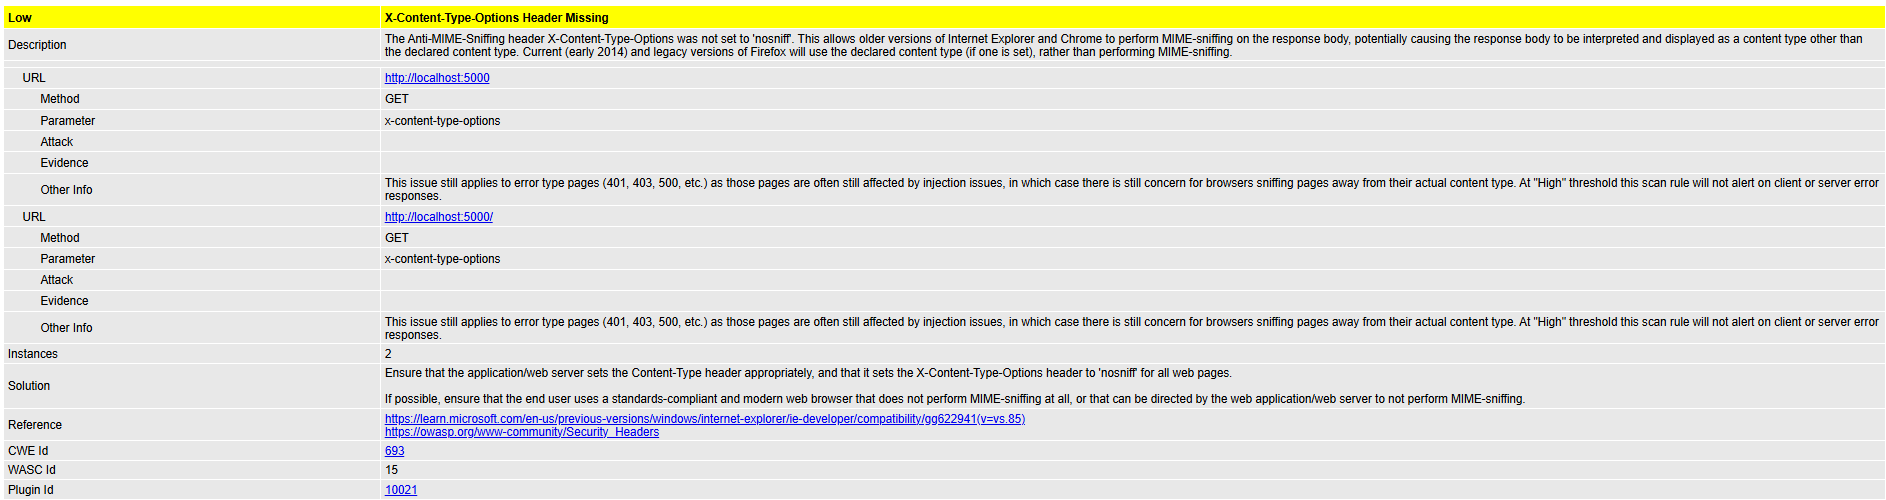 Low X-Content-Type-Options Header Missing
Description The Anti-MIME-Sniffing header X-Content-Type-Options was not set to 'nosniff'. This allows older versions of Internet Explorer and Chrome to perform MIME-sniffing on the response body, potentially causing the response body to be interpreted and displayed as a content type other than
the declared content type. Current (early 2014) and legacy versions of Firefox will use the declared content type (if one is set), rather than performing MIME-sniffing.
URL http://localhost:5000
Method GET
Parameter x-content-type-options
Attack
Evidence
Other Info This issue still applies to error type pages (401, 403, 500, etc.) as those pages are often still affected by injection issues, in which case there is still concern for browsers sniffing pages away from their actual content type. At "High" threshold this scan rule will not alert on client or server error
responses.
URL http://localhost:5000/
Method GET
Parameter x-content-type-options
Attack
Evidence
Other Info This issue still applies to error type pages (401, 403, 500, etc.) as those pages are often still affected by injection issues, in which case there is still concern for browsers sniffing pages away from their actual content type. At "High" threshold this scan rule will not alert on client or server error
responses.
Instances 2
Solution Ensure that the application/web server sets the Content-Type header appropriately, and that it sets the X-Content-Type-Options header to 'nosniff' for all web pages.
If possible, ensure that the end user uses a standards-compliant and modern web browser that does not perform MIME-sniffing at all, or that can be directed by the web application/web server to not perform MIME-sniffing.
Reference https://learn.microsoft.com/en-us/previous-versions/windows/internet-explorer/ie-developer/compatibility/gg622941(v=vs.85)
https://owasp.org/www-community/Security_Headers
CWE Id 693
WASC Id 15
Plugin Id 10021